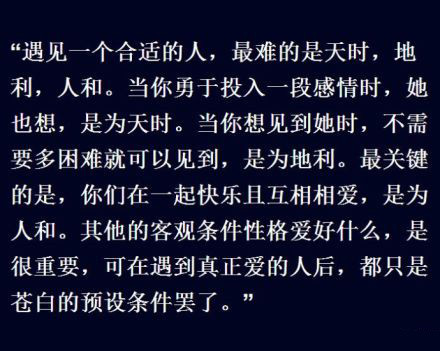 “遇见一个合适的人，最难的是天时，地
利，人和。当你勇于投入一段感情时，她
也想，是为天时。当你想见到她时，不需
要多困难就可以见到，是为地利。最关键
的是，你们在一起快乐且互相相爱，是为
人和。其他的客观条件性格爱好什么，是
很重要，可在遇到真正爱的人后，都只是
苍白的预设条件罢了。”